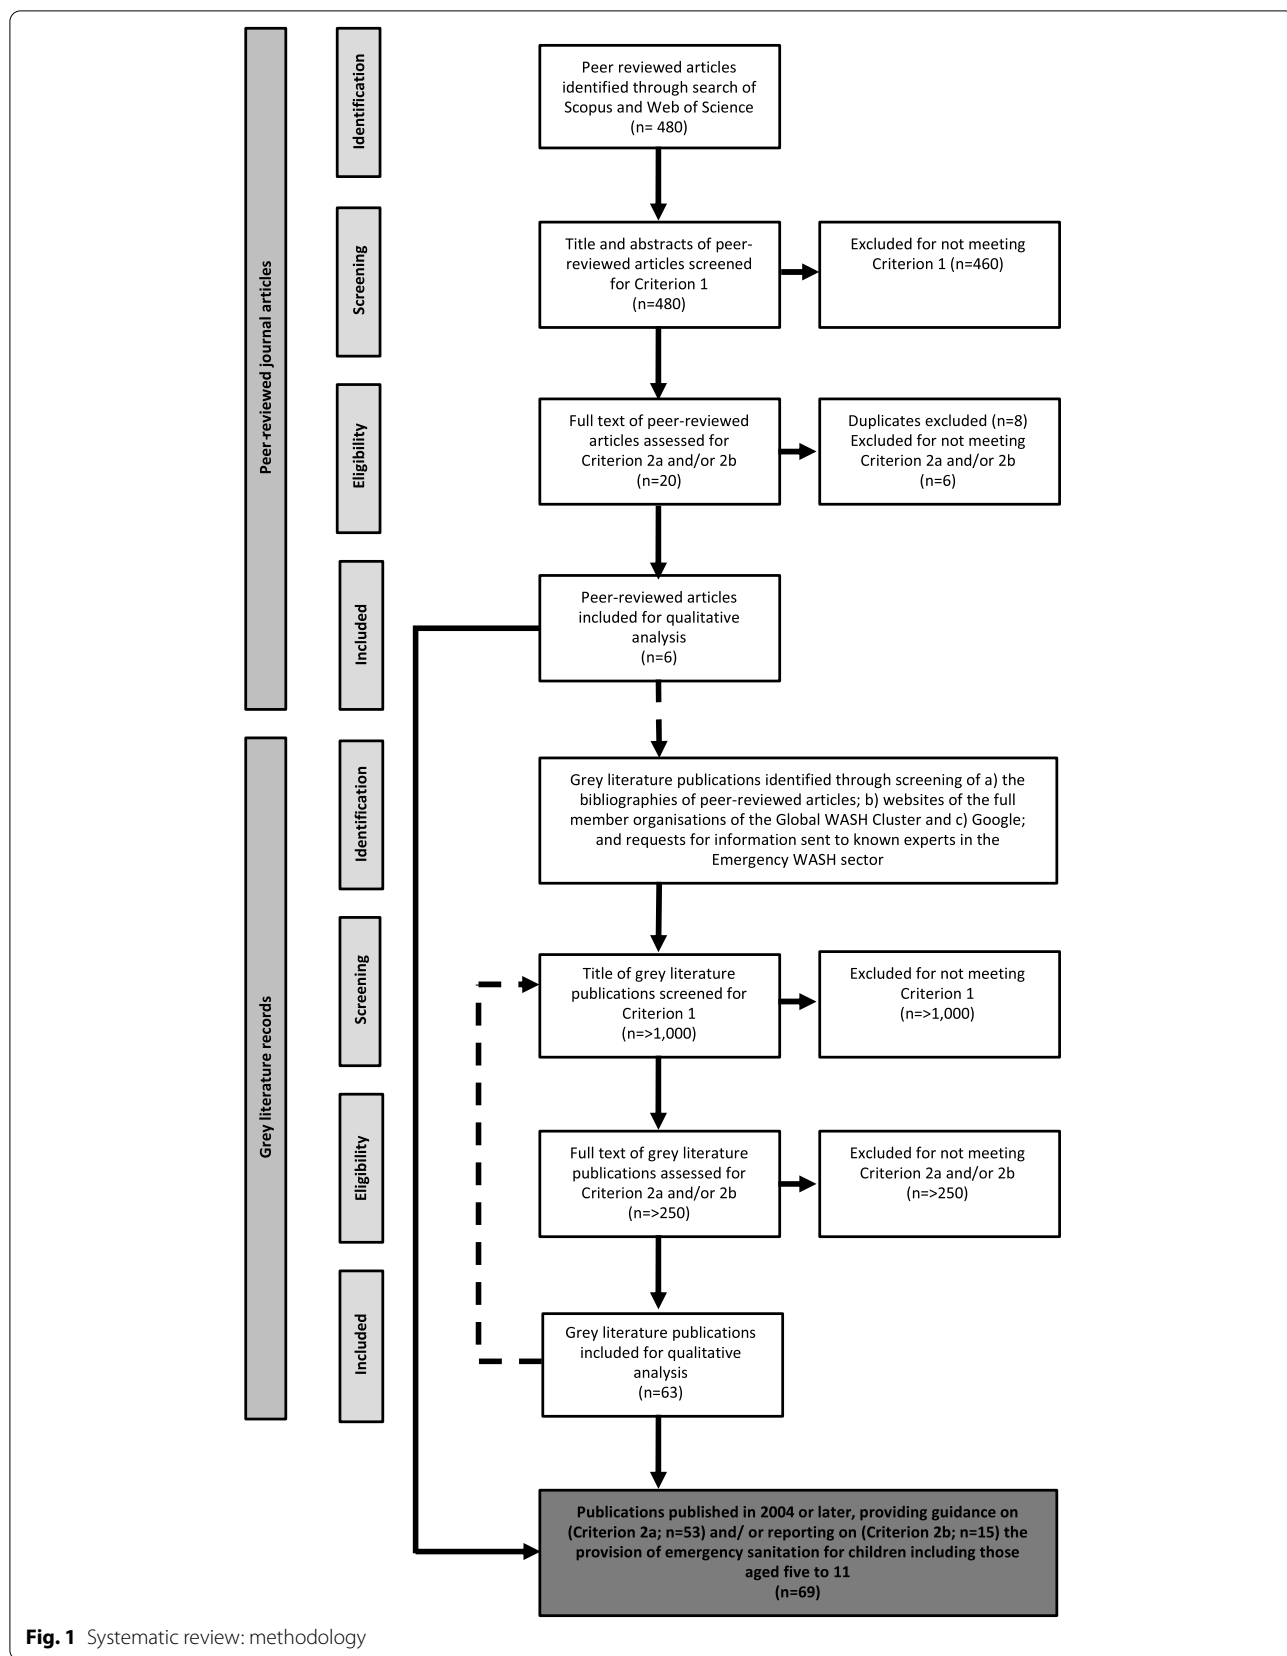 Peer-reviewed journal articles
Identification
Peer reviewed articles
identified through search of
Scopus and Web of Science
(n= 480)
Screening
Title and abstracts of peer-
reviewed articles screened
for Criterion 1
(n=480)
Excluded for not meeting
Criterion 1 (n=460)
Eligibility
Full text of peer-reviewed
articles assessed for
Criterion 2a and/or 2b
(n=20)
Duplicates excluded (n=8)
Excluded for not meeting
Criterion 2a and/or 2b
(n=6)
Included
Peer-reviewed articles
included for qualitative
analysis
(n=6)
Grey literature records
Identification
Grey literature publications identified through screening of a) the
bibliographies of peer-reviewed articles; b) websites of the full
member organisations of the Global WASH Cluster and c) Google;
and requests for information sent to known experts in the
Emergency WASH sector
Screening
Title of grey literature
publications screened for
Criterion 1
(n=>1,000)
Excluded for not meeting
Criterion 1
(n=>1,000)
Eligibility
Full text of grey literature
publications assessed for
Criterion 2a and/or 2b
(n=>250)
Excluded for not meeting
Criterion 2a and/or 2b
(n=>250)
Included
Grey literature publications
included for qualitative
analysis
(n=63)
Publications published in 2004 or later, providing guidance on
(Criterion 2a; n=53) and/ or reporting on (Criterion 2b; n=15) the
provision of emergency sanitation for children including those
aged five to 11
(n=69)
Fig. 1 Systematic review: methodology